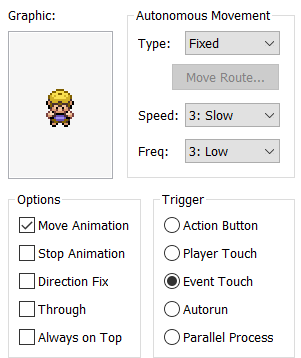 Graphic:
Autonomous Movement
Type: Fixed
Move Route...
Speed: 3: Slow
Freq: 3: Low
Options
Move Animation
Stop Animation
Direction Fix
Through
Always on Top
Trigger
Action Button
Player Touch
Event Touch
Autorun
Parallel Process